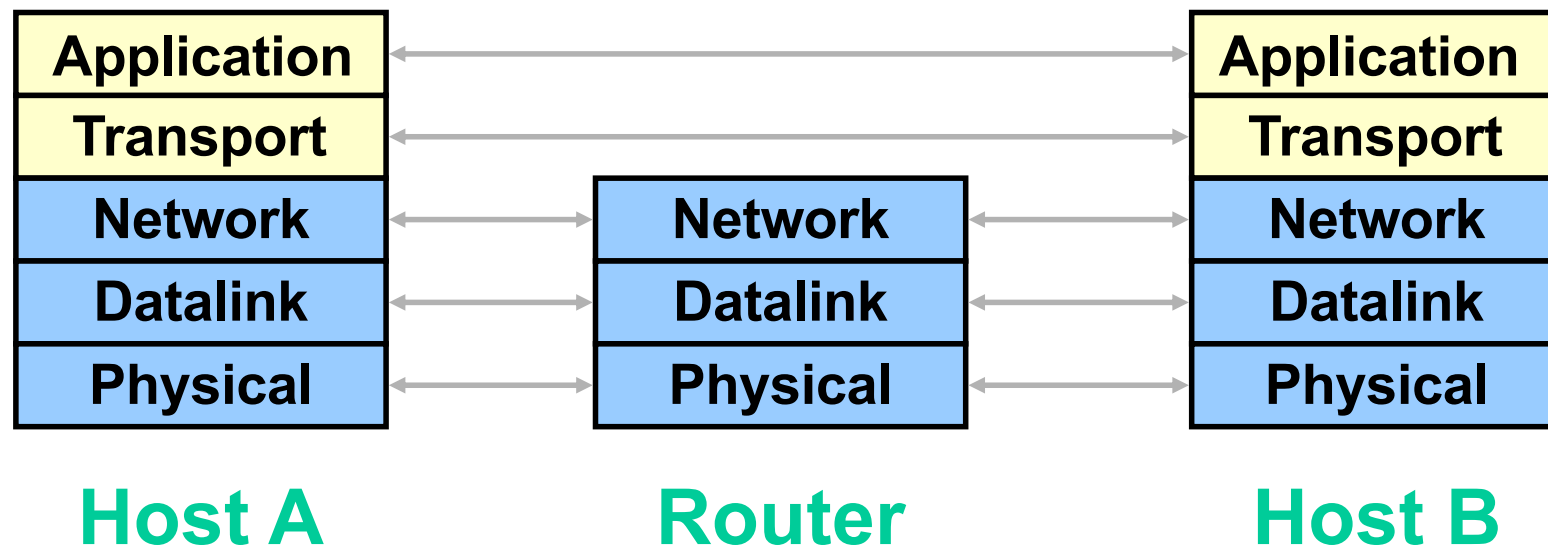 Application
Application
Transport
Transport
Network
Network
Network
Datalink
Datalink
Datalink
Physical
Physical
Physical
Host A
Router
Host B